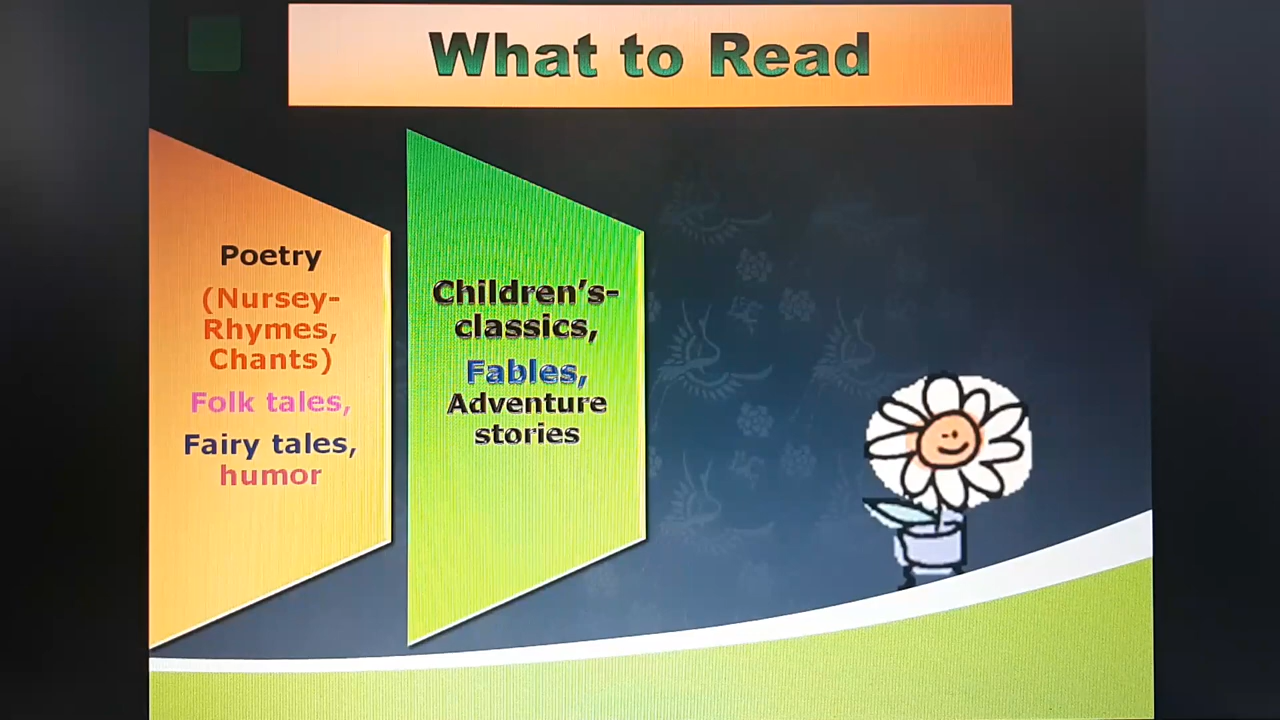 What to Read
Poetry
(Nursey-
Rhymes,
Chants)
Folk tales,
Fairy tales,
humor
Children's-
classics,
Fables,
Adventure
stories